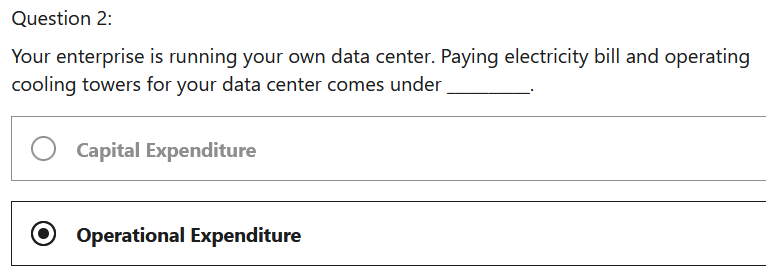 Question 2:
Your enterprise is running your own data center. Paying electricity bill and operating
cooling towers for your data center comes under _________.
Capital Expenditure
Operational Expenditure